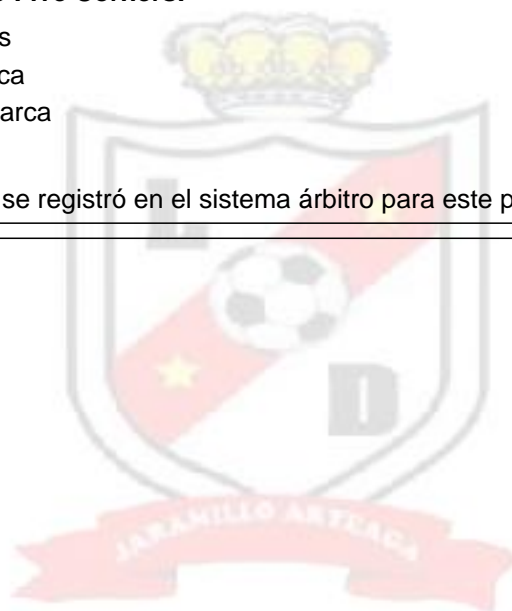 s
ca
arca
se registró en el sistema árbitro para este p
L
D
JARAMILLO ARTEAGA